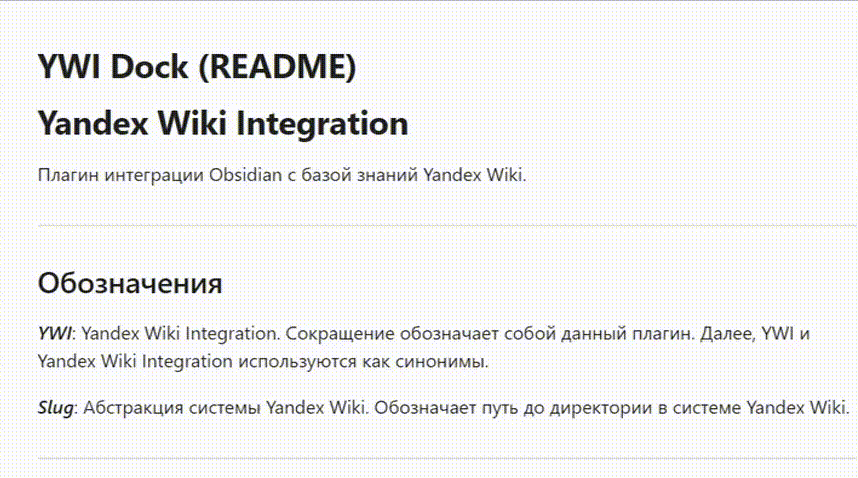 YWI Dock (README)
Yandex Wiki Integration
Плагин интеграции Obsidian с базой знаний Yandex Wiki.
Обозначения
YWI: Yandex Wiki Integration. Сокращение обозначает собой данный плагин. Далее, YWI и
Yandex Wiki Integration используются как синонимы.
Slug: Абстракция системы Yandex Wiki. Обозначает путь до директории в системе Yandex Wiki.